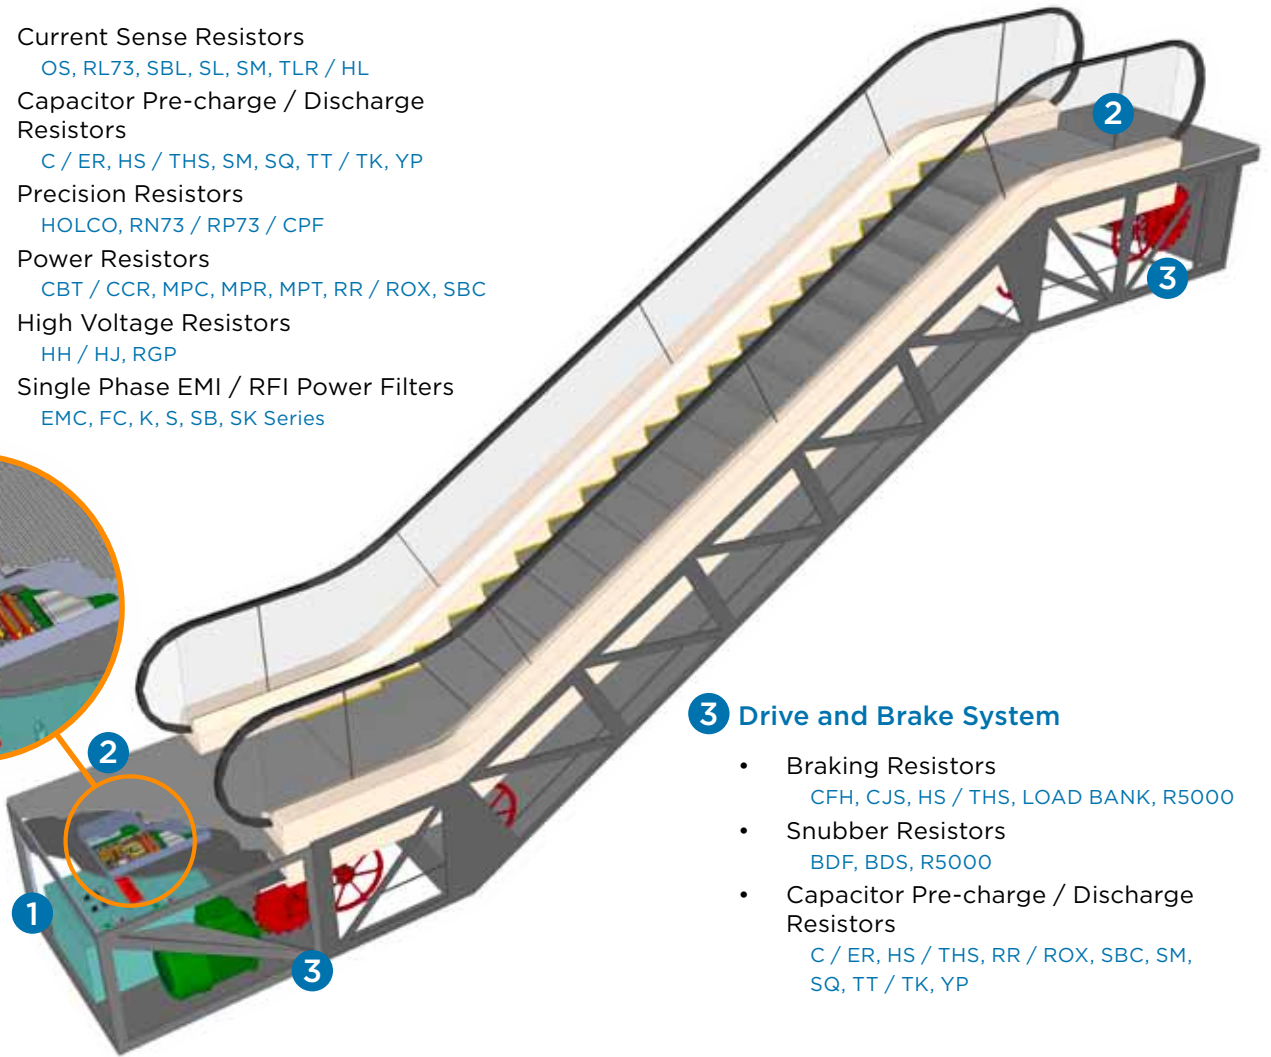 Current Sense Resistors
OS, RL73, SBL, SL, SM, TLR / HL
Capacitor Pre-charge / Discharge
Resistors
C / ER, HS / THS, SM, SQ, TT / TK, YP
Precision Resistors
HOLCO, RN73 / RP73 / CPF
Power Resistors
CBT / CCR, MPC, MPR, MPT, RR / ROX, SBC
High Voltage Resistors
HH / HJ, RGP
Single Phase EMI / RFI Power Filters
EMC, FC, K, S, SB, SK Series
2
3
2
1
3
3 Drive and Brake System
• Braking Resistors
CFH, CJS, HS / THS, LOAD BANK, R5000
• Snubber Resistors
BDF, BDS, R5000
• Capacitor Pre-charge / Discharge
Resistors
C / ER, HS / THS, RR / ROX, SBC, SM,
SQ, TT / TK, YP